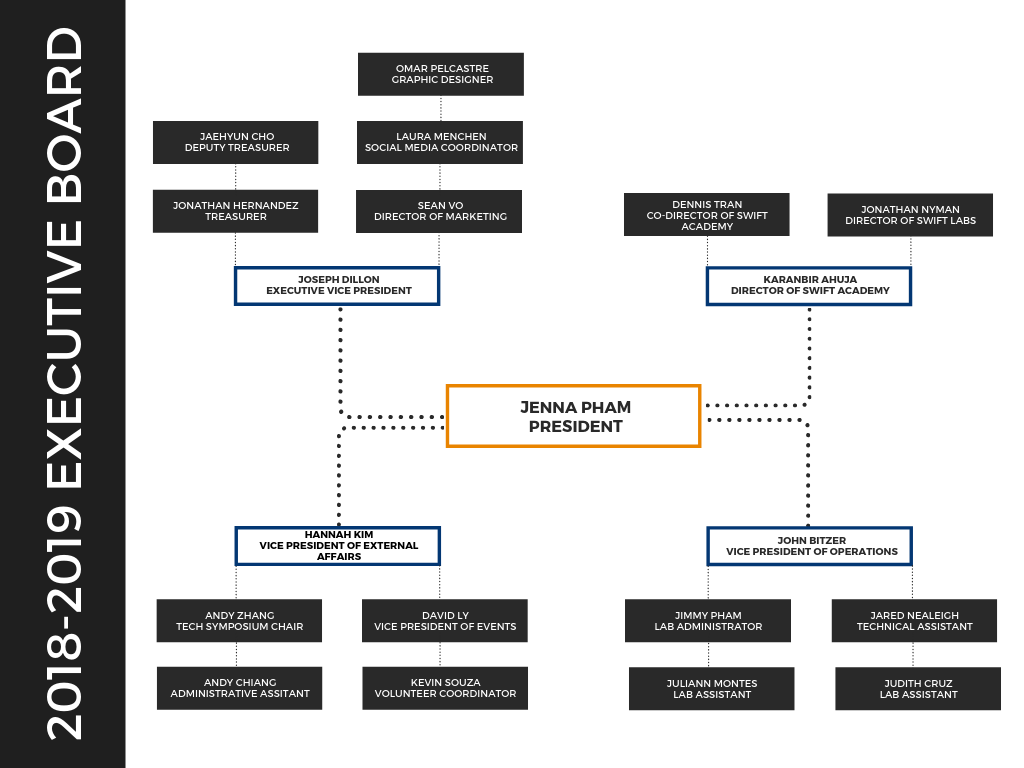 2018-2019 EXECUTIVE BOARD
OMAR PELCASTRE
GRAPHIC DESIGNER
JAEHYUN CHO
DEPUTY TREASURER
LAURA MENCHEN
SOCIAL MEDIA COORDINATOR
JONATHAN HERNANDEZ
TREASURER
SEAN VO
DIRECTOR OF MARKETING
DENNIS TRAN
CO-DIRECTOR OF SWIFT
ACADEMY
JONATHAN NYMAN
DIRECTOR OF SWIFT LABS
JOSEPH DILLON
EXECUTIVE VICE PRESIDENT
KARANBIR AHUJA
DIRECTOR OF SWIFT ACADEMY
JENNA PHAM
PRESIDENT
HANNAH KIM
VICE PRESIDENT OF EXTERNAL
AFFAIRS
JOHN BITZER
VICE PRESIDENT OF OPERATIONS
ANDY ZHANG
TECH SYMPOSIUM CHAIR
DAVID LY
VICE PRESIDENT OF EVENTS
JIMMY PHAM
LAB ADMINISTRATOR
JARED NEALEIGH
TECHNICAL ASSISTANT
ANDY CHIANG
ADMINISTRATIVE ASSITANT
KEVIN SOUZA
VOLUNTEER COORDINATOR
JULIANN MONTES
LAB ASSISTANT
JUDITH CRUZ
LAB ASSISTANT